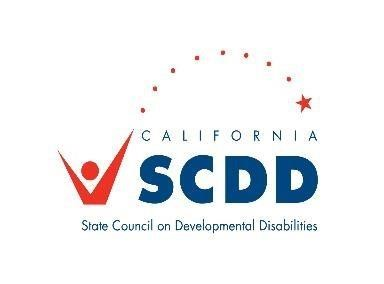 CALIFORNIA
SCDD
State Council on Developmental Disabilities